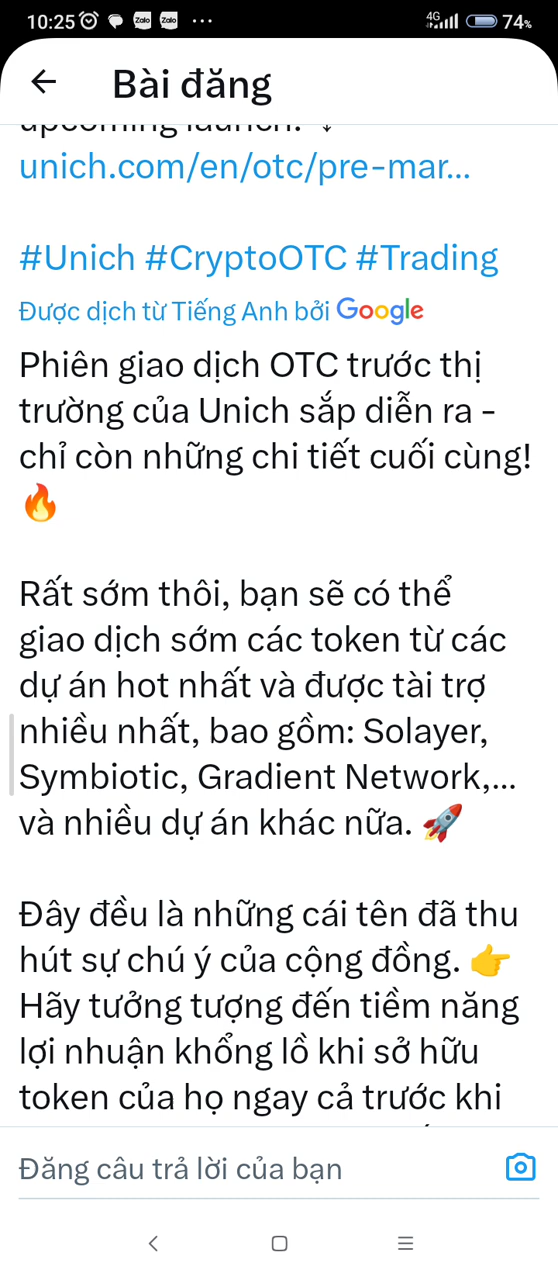 10:25 Zalo Zalo ... 4G 74%
Bài đăng
upcoming launch! ↓
unich.com/en/otc/pre-mar...
#Unich #CryptoOTC #Trading
Được dịch từ Tiếng Anh bởi Google
Phiên giao dịch OTC trước thị
trường của Unich sắp diễn ra -
chỉ còn những chi tiết cuối cùng!
🔥
Rất sớm thôi, bạn sẽ có thể
giao dịch sớm các token từ các
dự án hot nhất và được tài trợ
nhiều nhất, bao gồm: Solayer,
Symbiotic, Gradient Network,...
và nhiều dự án khác nữa. 🚀
Đây đều là những cái tên đã thu
hút sự chú ý của cộng đồng. 👉
Hãy tưởng tượng đến tiềm năng
lợi nhuận khổng lồ khi sở hữu
token của họ ngay cả trước khi
Đăng câu trả lời của bạn